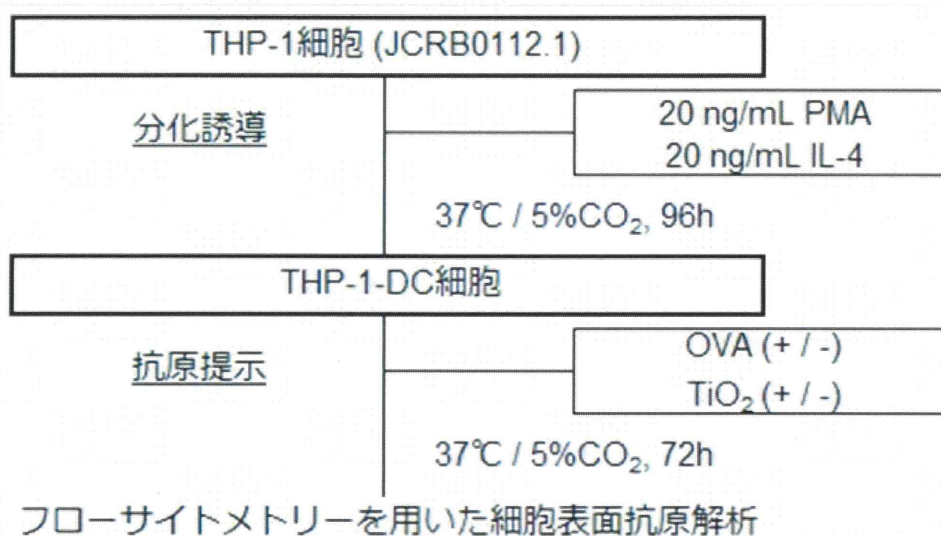 THP-1細胞 (JCRB0112.1)
分化誘導
20 ng/mL PMA
20 ng/mL IL-4
37℃ / 5%CO₂, 96h
THP-1-DC細胞
抗原提示
OVA (+ / -)
TiO₂ (+ / -)
37℃ / 5%CO₂, 72h
フローサイトメトリーを用いた細胞表面抗原解析